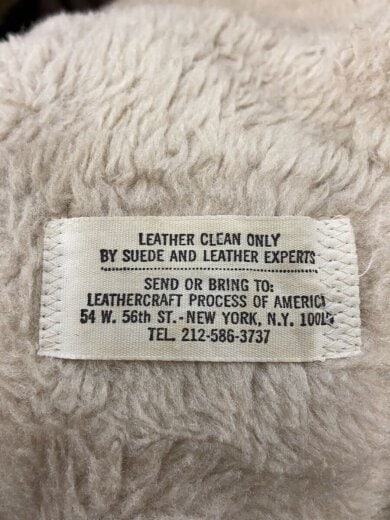 LEATHER CLEAN ONLY
BY SUEDE AND LEATHER EXPERTS
SEND OR BRING TO:
LEATHERCRAFT PROCESS OF AMERICA
54 W. 56th ST.-NEW YORK, N.Y.
TEL. 212-586-3737